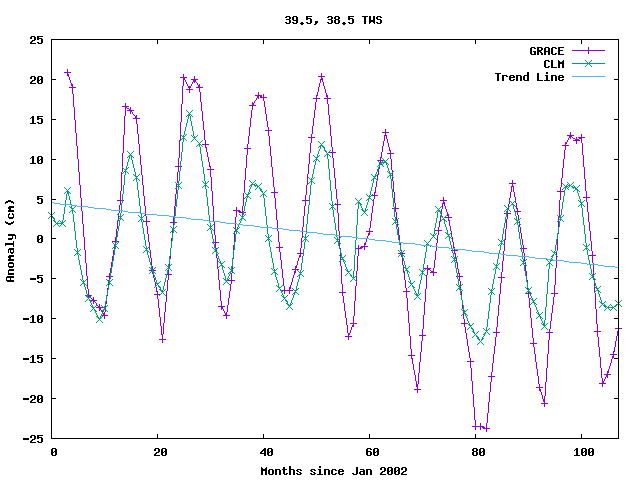 39.5, 38.5 TWS
GRACE
CLM
Trend Line
25
20
15
10
5
0
-5
-10
-15
-20
-25
Anomaly (cm)
0 20 40 60 80 100
Months since Jan 2002